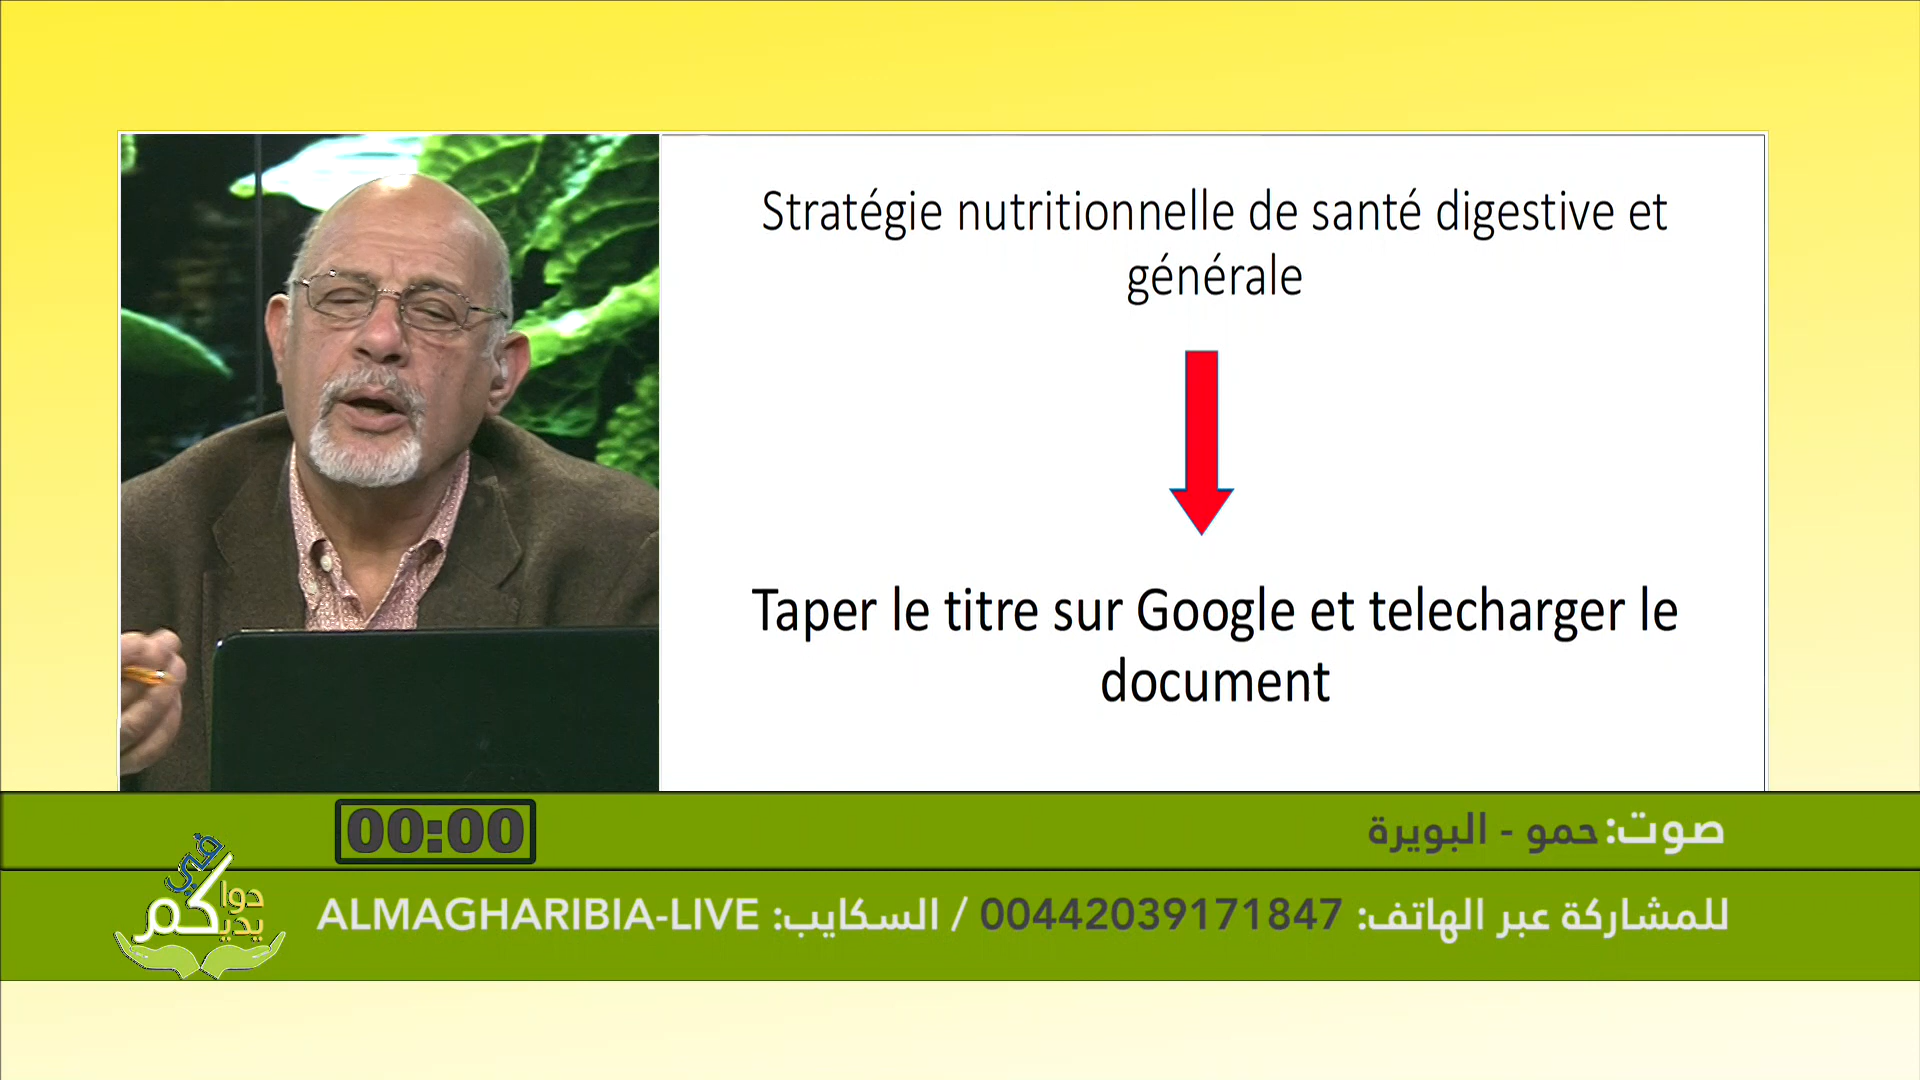 Stratégie nutritionnelle de santé digestive et
générale
Taper le titre sur Google et telecharger le
document
00:00
صوت: حمو - البويرة
دواكم في يديكم
للمشاركة عبر الهاتف: 00442039171847 / السكايب: ALMAGHARIBIA-LIVE